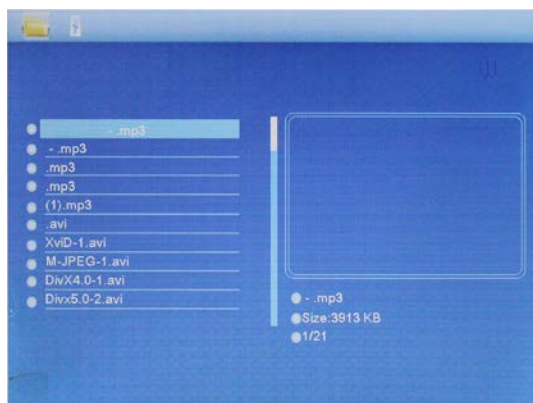 ?
- .mp3
- .mp3
.mp3
.mp3
(1).mp3
.avi
XviD-1.avi
M-JPEG-1.avi
DivX4.0-1.avi
Divx5.0-2.avi
- .mp3
Size:3913 KB
1/21